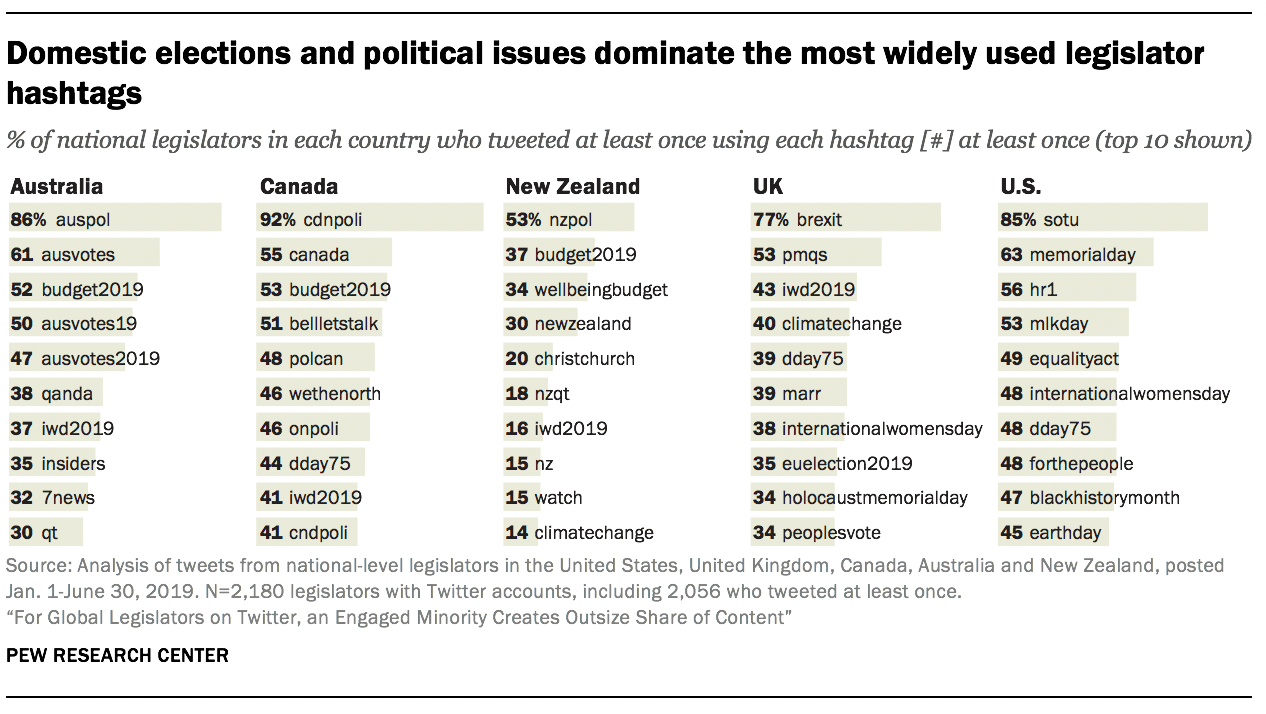 Domestic elections and political issues dominate the most widely used legislator
hashtags
% of national legislators in each country who tweeted at least once using each hashtag [#] at least once (top 10 shown)
Australia
86% auspol
61 ausvotes
52 budget2019
50 ausvotes19
47 ausvotes2019
38 qanda
37 iwd2019
35 insiders
32 7news
30 qt
Canada
92% cdnpoli
55 canada
53 budget2019
51 bellletstalk
48 polcan
46 wethenorth
46 onpoli
44 dday75
41 iwd2019
41 cndpoli
New Zealand
53% nzpol
37 budget2019
34 wellbeingbudget
30 newzealand
20 christchurch
18 nzqt
16 iwd2019
15 nz
15 watch
14 climatechange
UK
77% brexit
53 pmqs
43 iwd2019
40 climatechange
39 dday75
39 marr
38 internationalwomensday
35 euelection2019
34 holocaustmemorialday
34 peoplesvote
U.S.
85% sotu
63 memorialday
56 hr1
53 mlkday
49 equalityact
48 internationalwomensday
48 dday75
48 forthepeople
47 blackhistorymonth
45 earthday
Source: Analysis of tweets from national-level legislators in the United States, United Kingdom, Canada, Australia and New Zealand, posted
Jan. 1-June 30, 2019. N=2,180 legislators with Twitter accounts, including 2,056 who tweeted at least once.
“For Global Legislators on Twitter, an Engaged Minority Creates Outsize Share of Content”
PEW RESEARCH CENTER